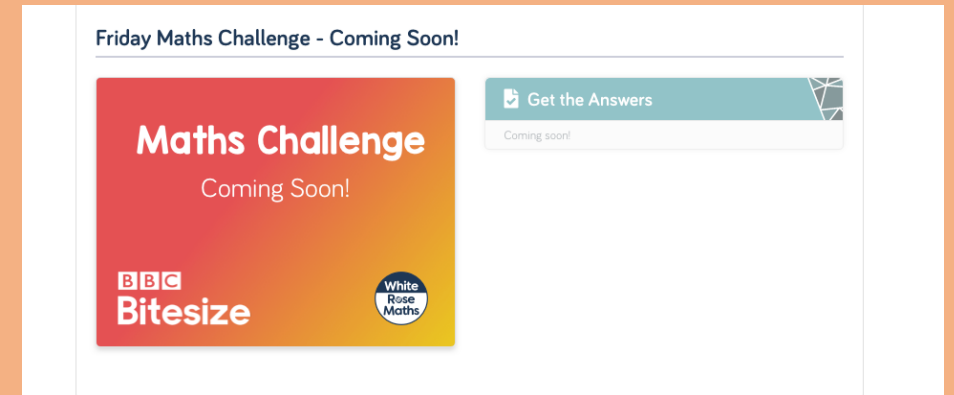 Friday Maths Challenge - Coming Soon!
Maths Challenge
Coming Soon!
BBC
Bitesize
White
Rose
Maths
Get the Answers
Coming soon!